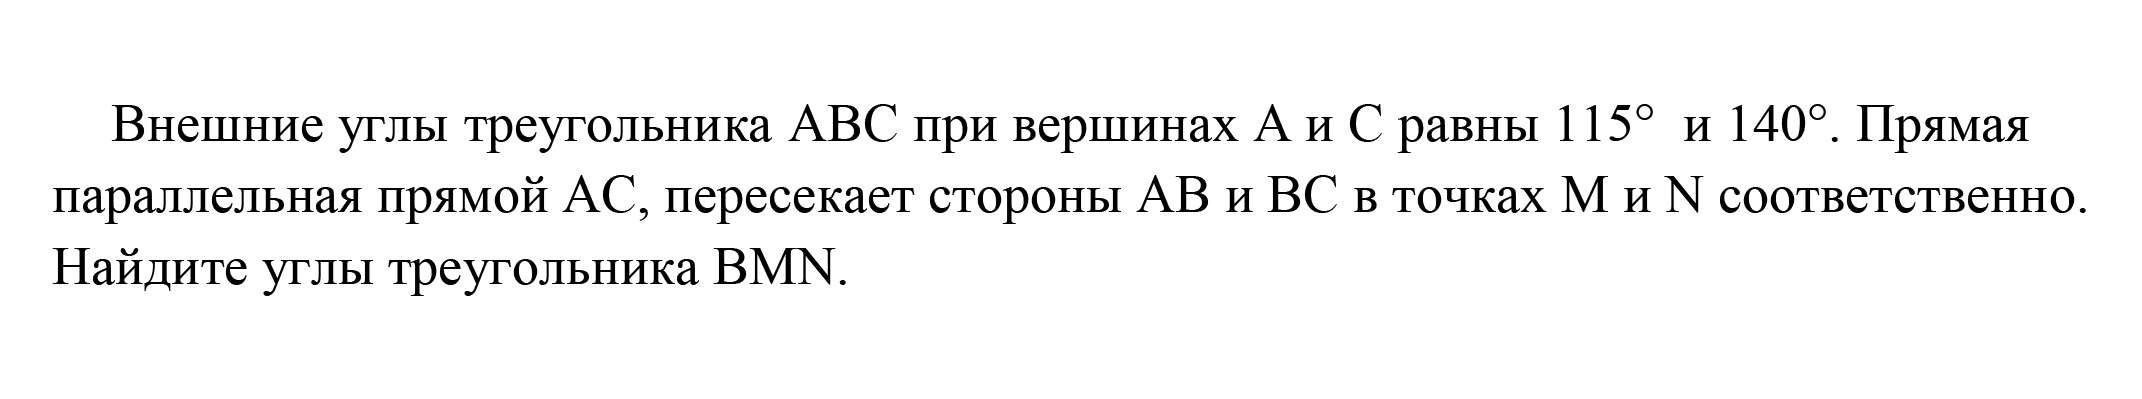 Внешние углы треугольника ABC при вершинах A и C равны 115° и 140°. Прямая
параллельная прямой AC, пересекает стороны AB и BC в точках M и N соответственно.
Найдите углы треугольника BMN.